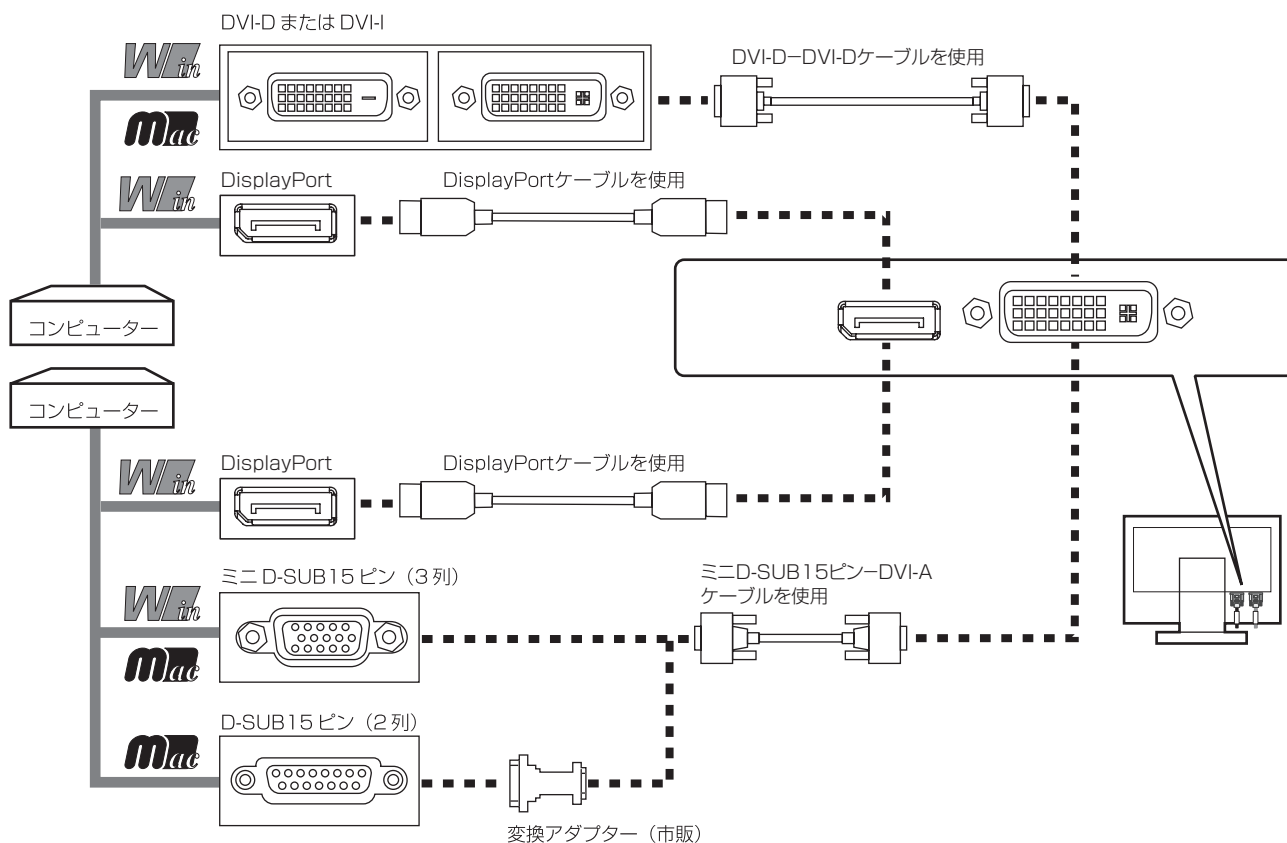 DVI-D または DVI-I
Win
DVI-D−DVI-Dケーブルを使用
Mac
Win
DisplayPort
DisplayPortケーブルを使用
コンピューター
コンピューター
Win
DisplayPort
DisplayPortケーブルを使用
ミニ D-SUB15 ピン（3 列）
Win
Mac
ミニD-SUB15ピン−DVI-A
ケーブルを使用
D-SUB15 ピン（2 列）
Mac
変換アダプター（市販）